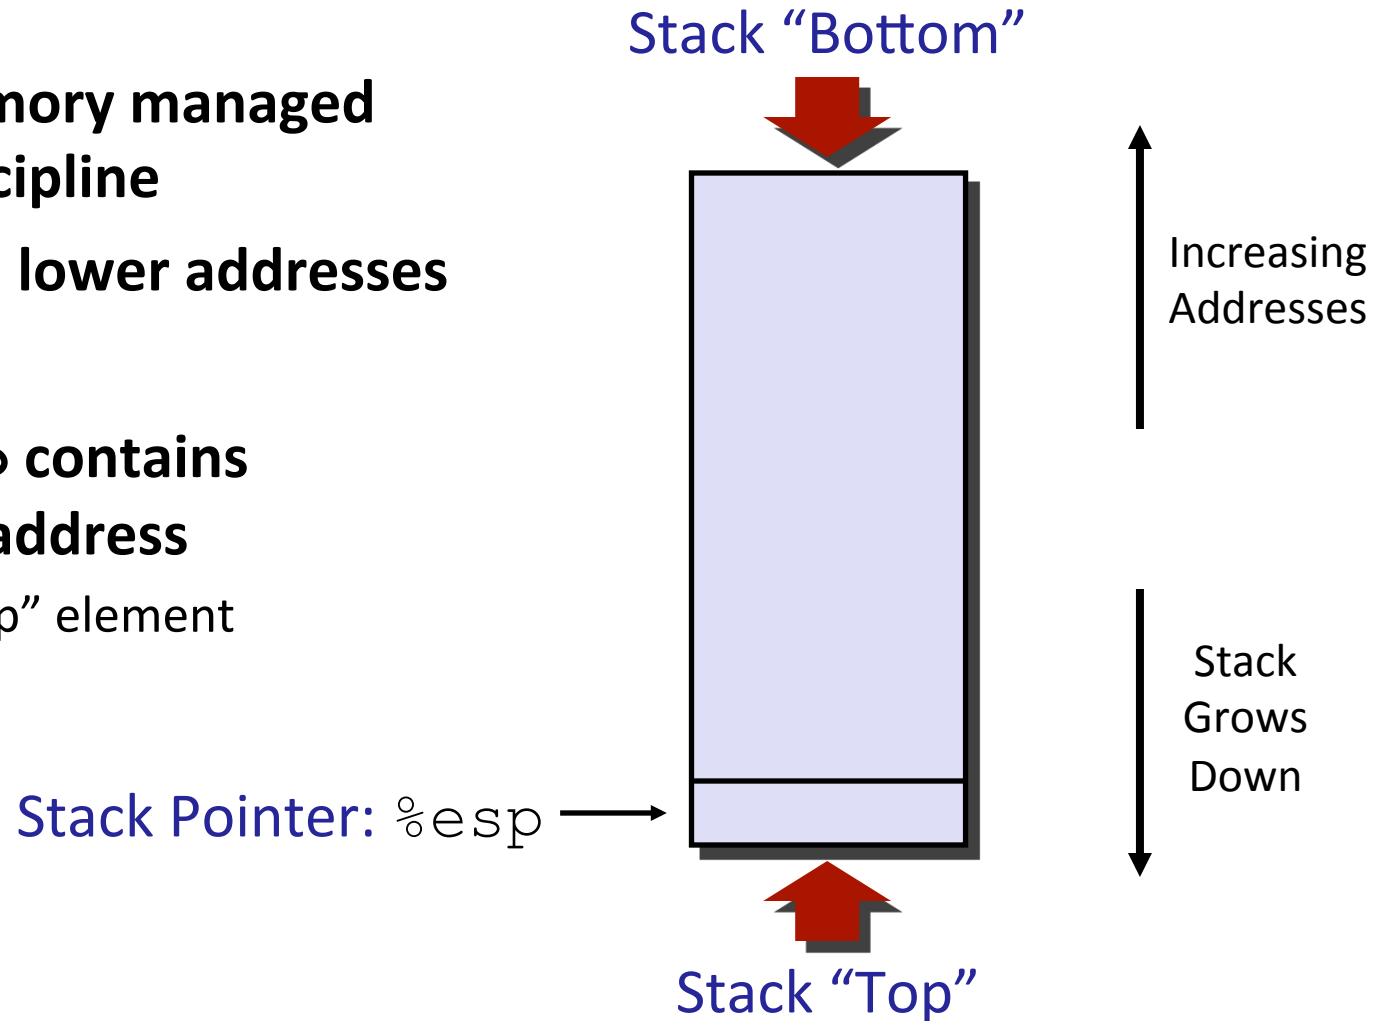 Stack “Bottom”
mory managed
cipline
lower addresses
contains
address
p” element
Increasing
Addresses
Stack
Grows
Down
Stack Pointer: %esp
Stack “Top”